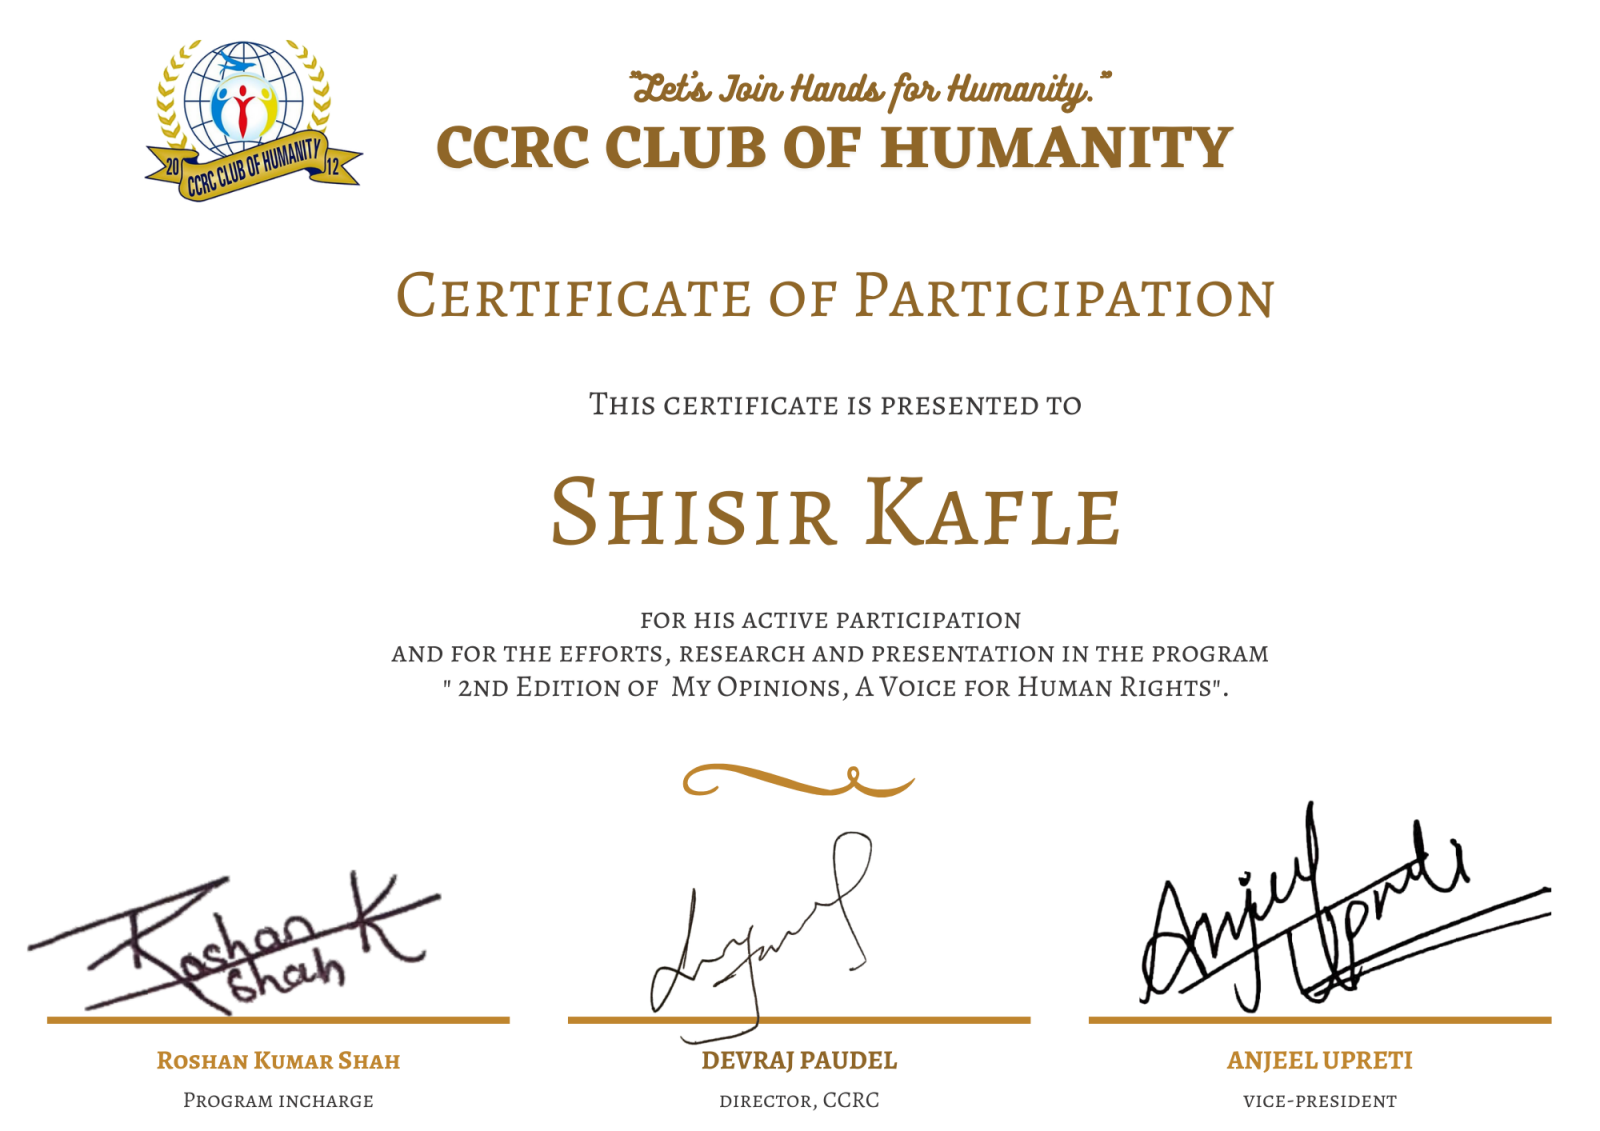 "Let's Join Hands for Humanity."
CCRC CLUB OF HUMANITY
20 CCRC CLUB OF HUMANITY 12
Certificate of Participation
This certificate is presented to
Shisir Kafle
for his active participation
and for the efforts, research and presentation in the program
" 2nd Edition of My Opinions, A Voice for Human Rights".
Roshan K
Shah
Anjeel Upreti
Roshan Kumar Shah
DEVRAJ PAUDEL
ANJEEL UPRETI
Program incharge
director, CCRC
vice-president